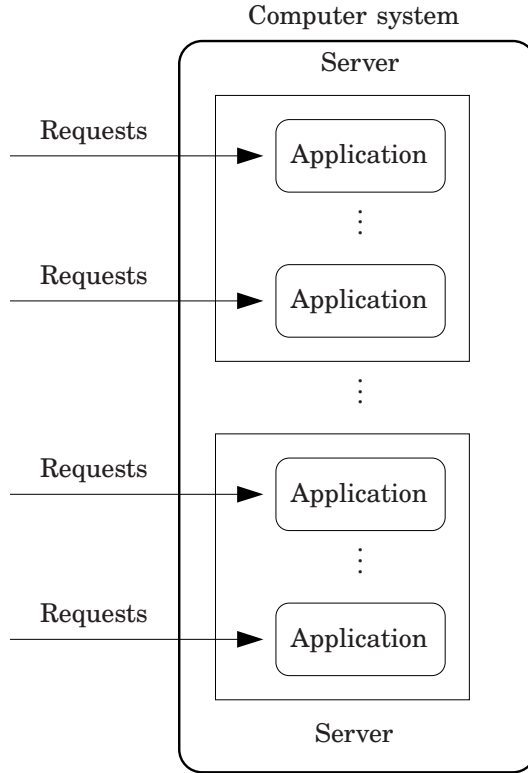 Computer system
Server
Requests
Application
Requests
Application
Requests
Application
Requests
Application
Server